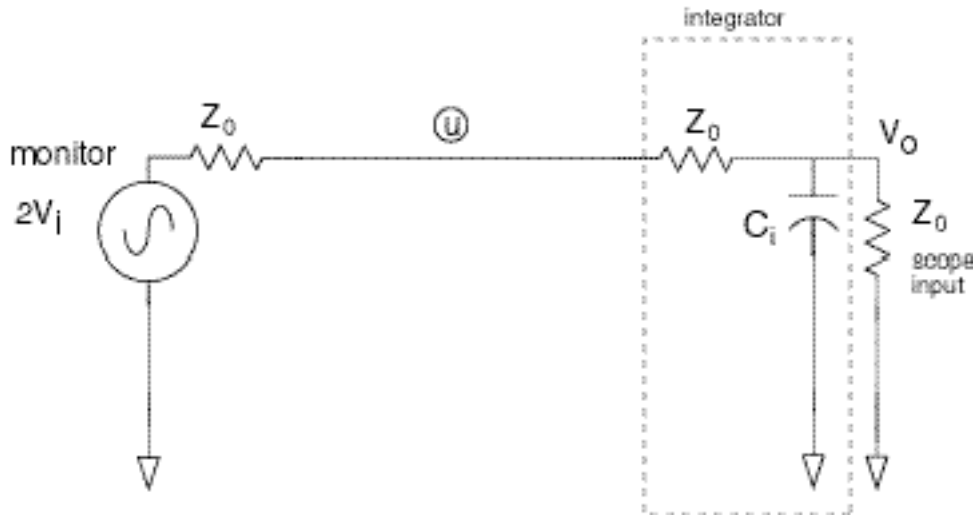 integrator
Z₀
u
Z₀
V₀
monitor
2Vᵢ
Cᵢ
Z₀
scope
input